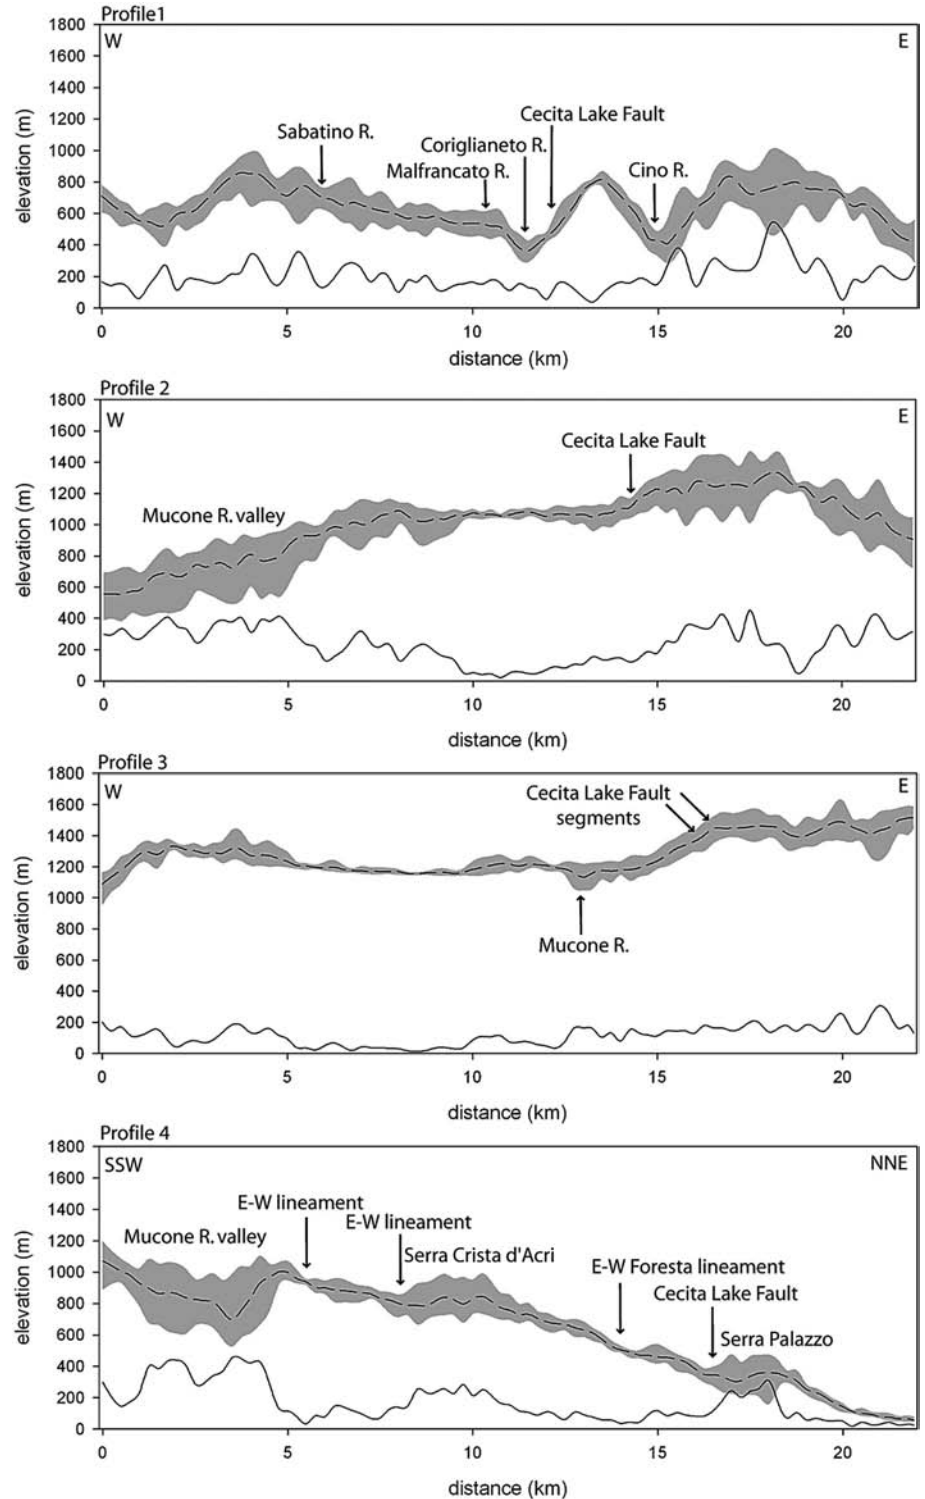 Profile1
1800
1600
1400
1200
1000
800
600
400
200
0
elevation (m)
W
E
Sabatino R.
Malfrancato R.
Coriglianeto R.
Cecita Lake Fault
Cino R.
0
5
10
15
20
distance (km)
Profile 2
1800
1600
1400
1200
1000
800
600
400
200
0
elevation (m)
W
E
Mucone R. valley
Cecita Lake Fault
0
5
10
15
20
distance (km)
Profile 3
1800
1600
1400
1200
1000
800
600
400
200
0
elevation (m)
W
E
Cecita Lake Fault
segments
Mucone R.
0
5
10
15
20
distance (km)
Profile 4
1800
1600
1400
1200
1000
800
600
400
200
0
elevation (m)
SSW
NNE
Mucone R. valley
E-W lineament
E-W lineament
Serra Crista d'Acri
E-W Foresta lineament
Cecita Lake Fault
Serra Palazzo
0
5
10
15
20
distance (km)